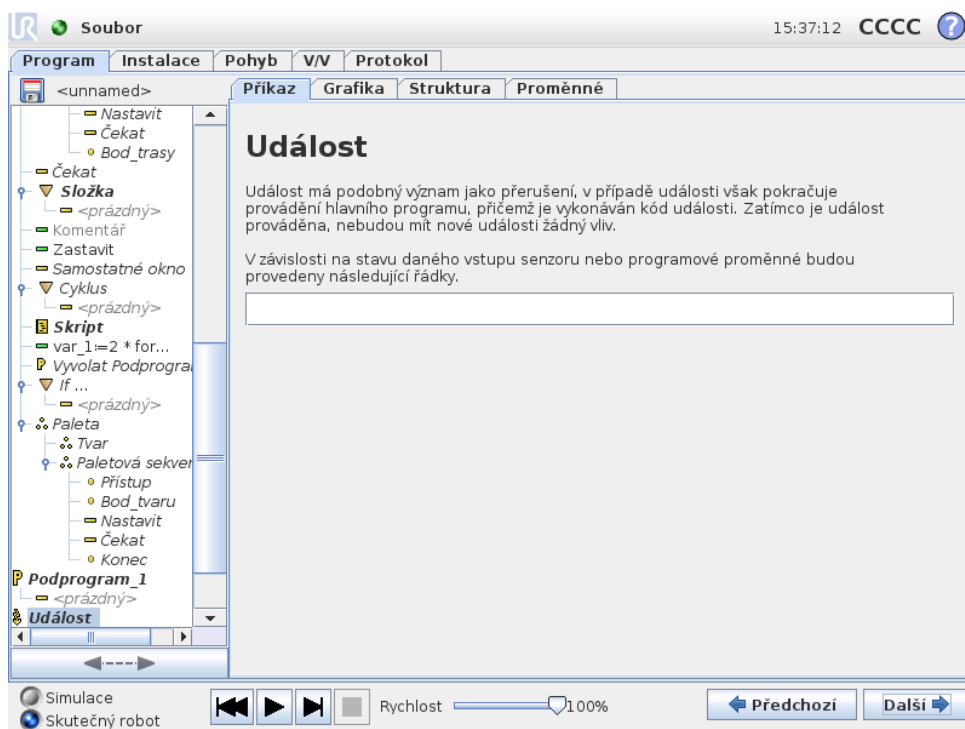 Soubor
15:37:12 CCCC ?
Program Instalace Pohyb V/V Protokol
<unnamed>
Příkaz Grafika Struktura Proměnné
Nastavit
Čekat
Bod_trasy
Čekat
Složka
<prázdný>
Komentář
Zastavit
Samostatné okno
Cyklus
<prázdný>
Skript
var_1:=2 * for...
Vyvolat Podprogra
If ...
<prázdný>
Paleta
Tvar
Paletová sekver
Přístup
Bod_tvaru
Nastavit
Čekat
Konec
Podprogram_1
<prázdný>
Událost
Událost
Událost má podobný význam jako přerušení, v případě události však pokračuje
provádění hlavního programu, přičemž je vykonáván kód události. Zatímco je událost
prováděna, nebudou mít nové události žádný vliv.
V závislosti na stavu daného vstupu senzoru nebo programové proměnné budou
provedeny následující řádky.
Simulace
Skutečný robot
Rychlost 100%
Předchozí
Další